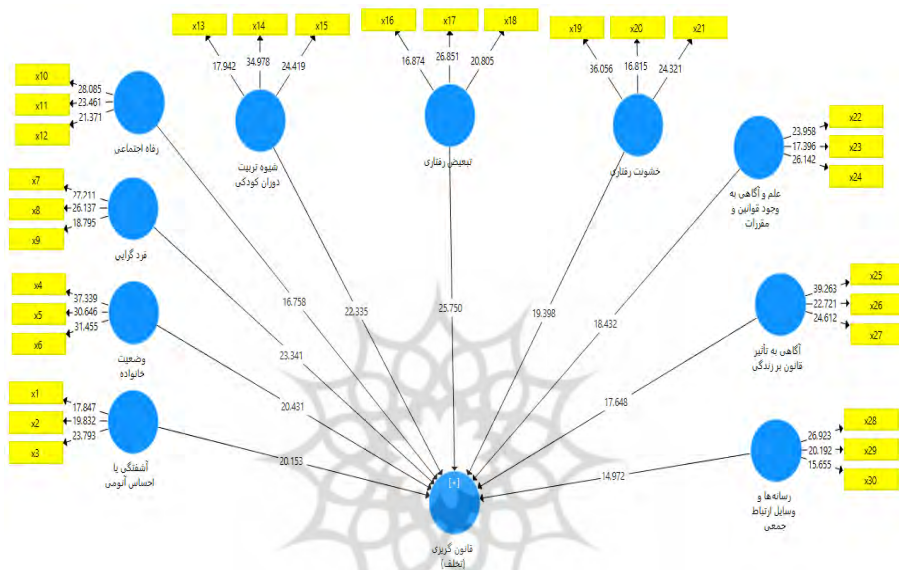 x13
x14
x15
17.942
34.978
24.419
شیوه تربیت
دوران کودکی
x16
x17
x18
16.874
26.851
20.805
تبعیض رفتاری
x19
x20
x21
36.056
16.815
24.321
خشونت رفتاری
x10
x11
x12
28.085
23.461
21.371
رفاه اجتماعی
x22
x23
x24
23.958
17.396
26.142
علم و آگاهی به
وجود قوانین و
مقررات
x7
x8
x9
26.137
18.795
فرد گرایی
x4
x5
x6
37.339
30.646
31.455
وضعیت
خانواده
x25
x26
x27
39.263
22.721
24.612
آگاهی به تأثیر
قانون بر زندگی
x1
x2
x3
17.847
19.832
23.793
آشفتگی یا
احساس آنومی
x28
x29
x30
26.923
20.192
15.655
رسانه‌ها و
وسایل ارتباط
جمعی
16.758
22.335
25.750
19.398
18.432
23.341
20.431
17.648
20.153
14.972
[+]
قانون گریزی
(تخلف)